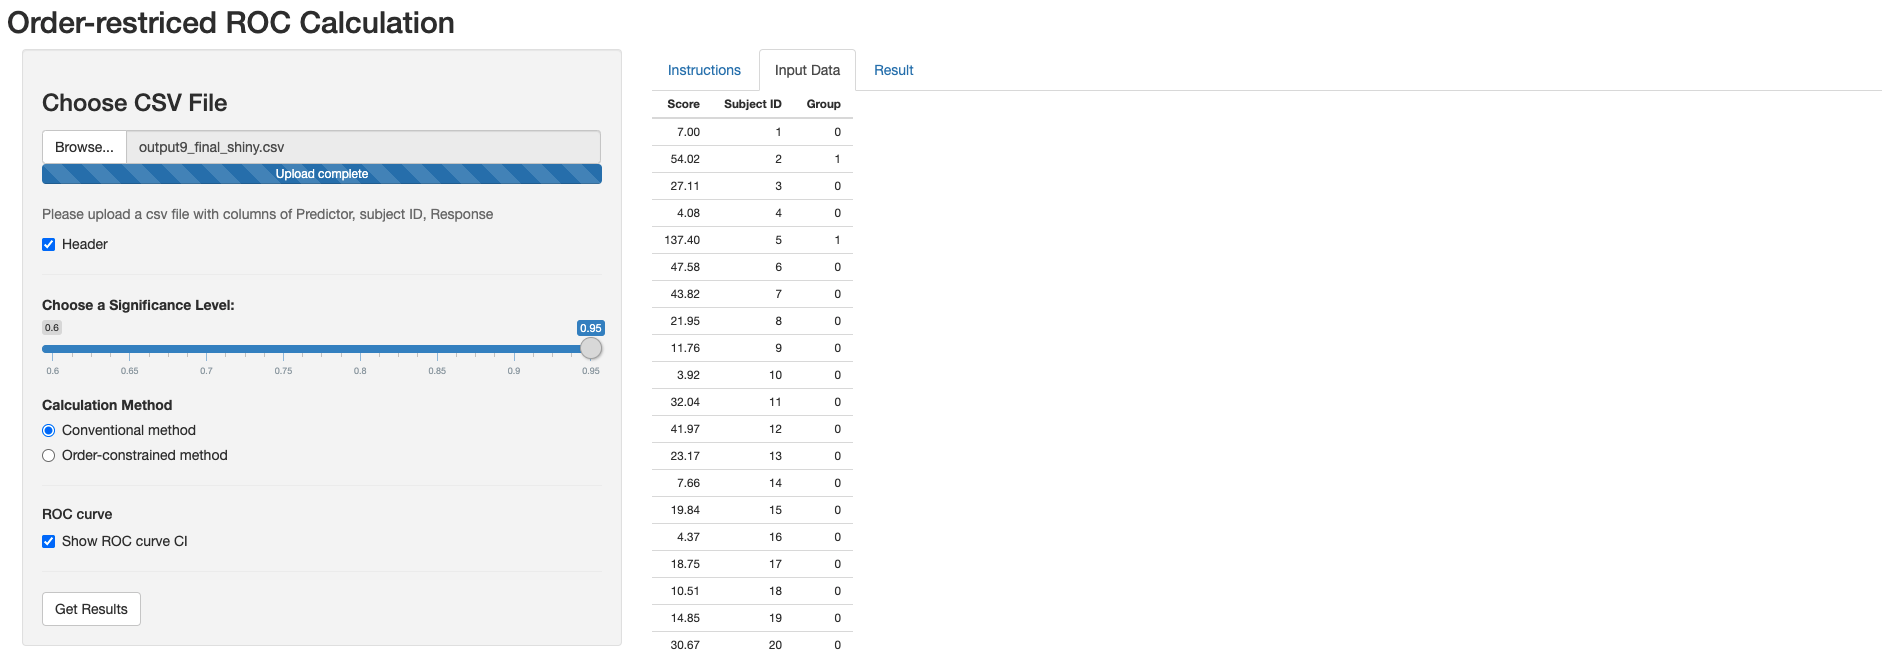 Order-restriced ROC Calculation
Choose CSV File
Browse... output9_final_shiny.csv
Upload complete
Please upload a csv file with columns of Predictor, subject ID, Response
Header
Choose a Significance Level:
0.6 0.95
0.6 0.65 0.7 0.75 0.8 0.85 0.9 0.95
Calculation Method
Conventional method
Order-constrained method
ROC curve
Show ROC curve CI
Get Results
Instructions Input Data Result
Score Subject ID Group
7.00 1 0
54.02 2 1
27.11 3 0
4.08 4 0
137.40 5 1
47.58 6 0
43.82 7 0
21.95 8 0
11.76 9 0
3.92 10 0
32.04 11 0
41.97 12 0
23.17 13 0
7.66 14 0
19.84 15 0
4.37 16 0
18.75 17 0
10.51 18 0
14.85 19 0
30.67 20 0